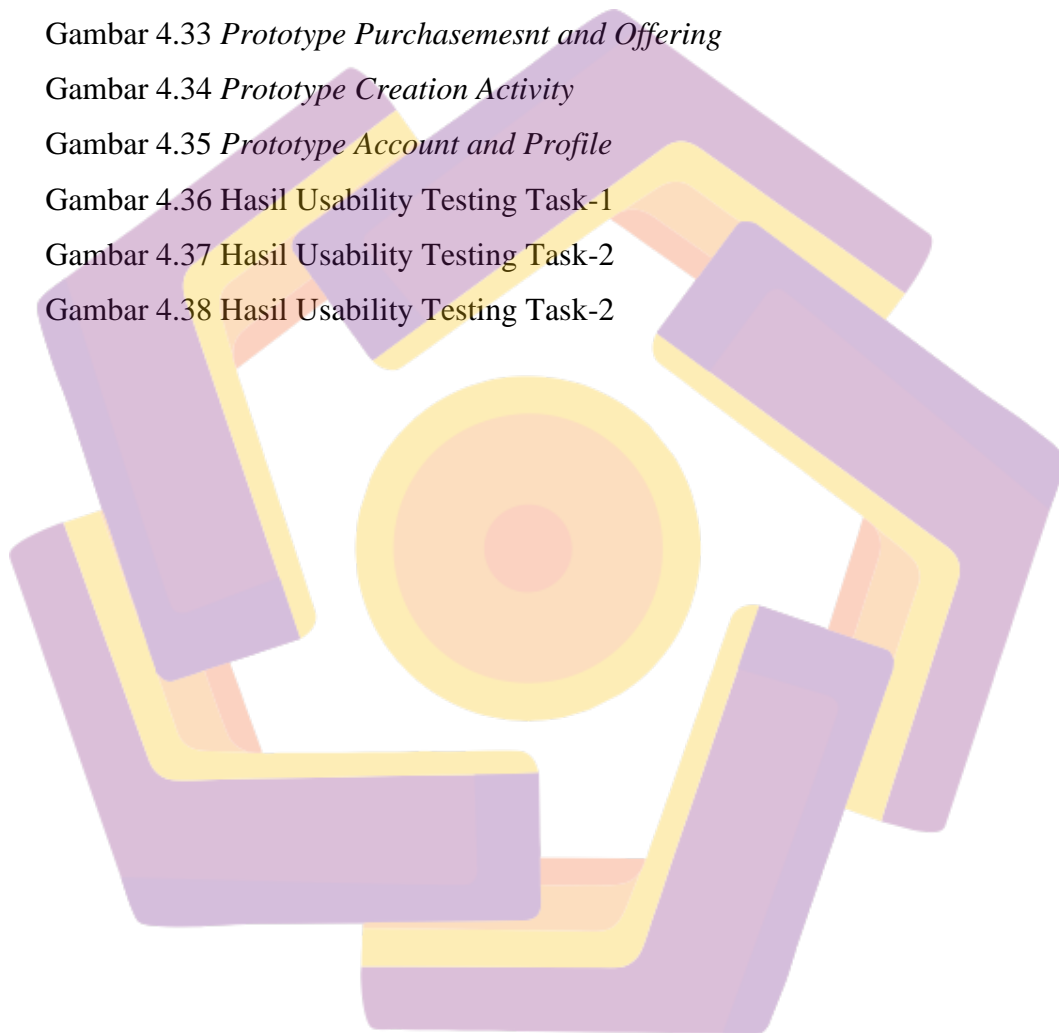 Gambar 4.33 Prototype Purchasemesnt and Offering
Gambar 4.34 Prototype Creation Activity
Gambar 4.35 Prototype Account and Profile
Gambar 4.36 Hasil Usability Testing Task-1
Gambar 4.37 Hasil Usability Testing Task-2
Gambar 4.38 Hasil Usability Testing Task-2